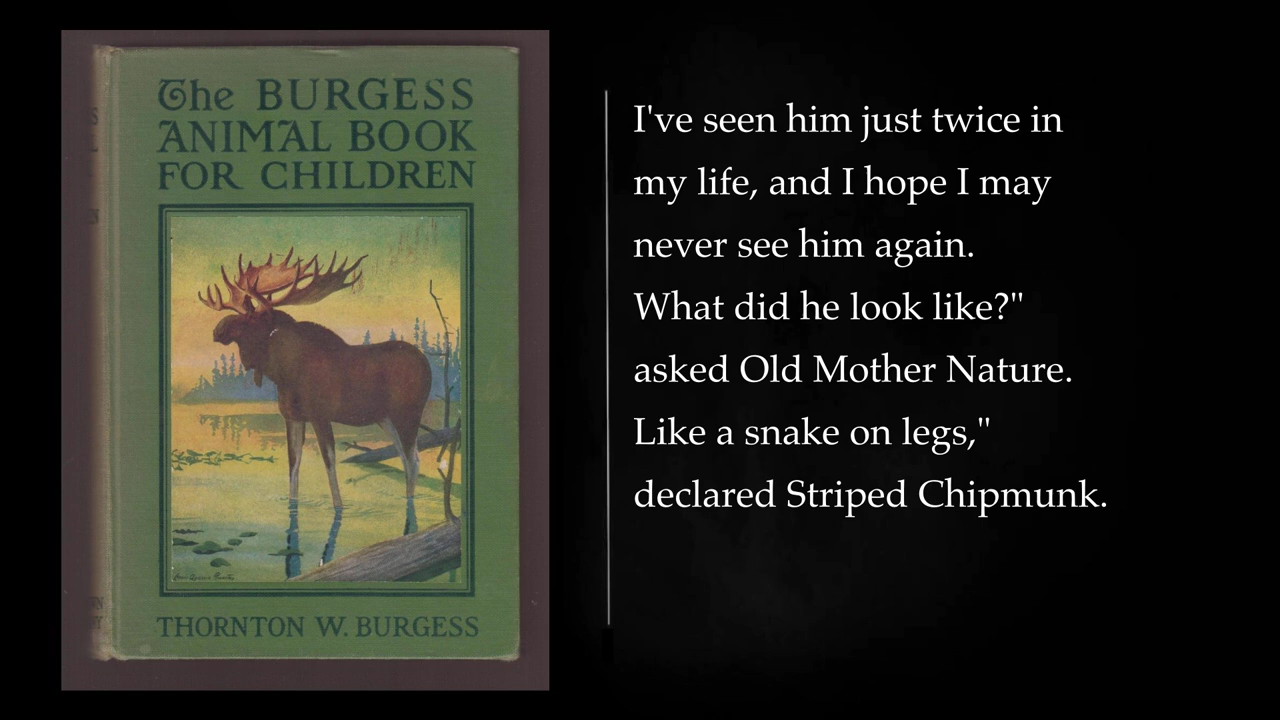 The BURGESS
ANIMAL BOOK
FOR CHILDREN
THORNTON W. BURGESS
I've seen him just twice in
my life, and I hope I may
never see him again.
What did he look like?"
asked Old Mother Nature.
Like a snake on legs,"
declared Striped Chipmunk.